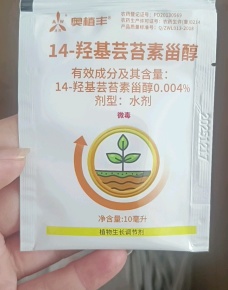 奥植丰
14-羟基芸苔素甾醇
有效成分及其含量：
14-羟基芸苔素甾醇0.004%
剂型：水剂
微毒
净含量：10毫升
植物生长调节剂